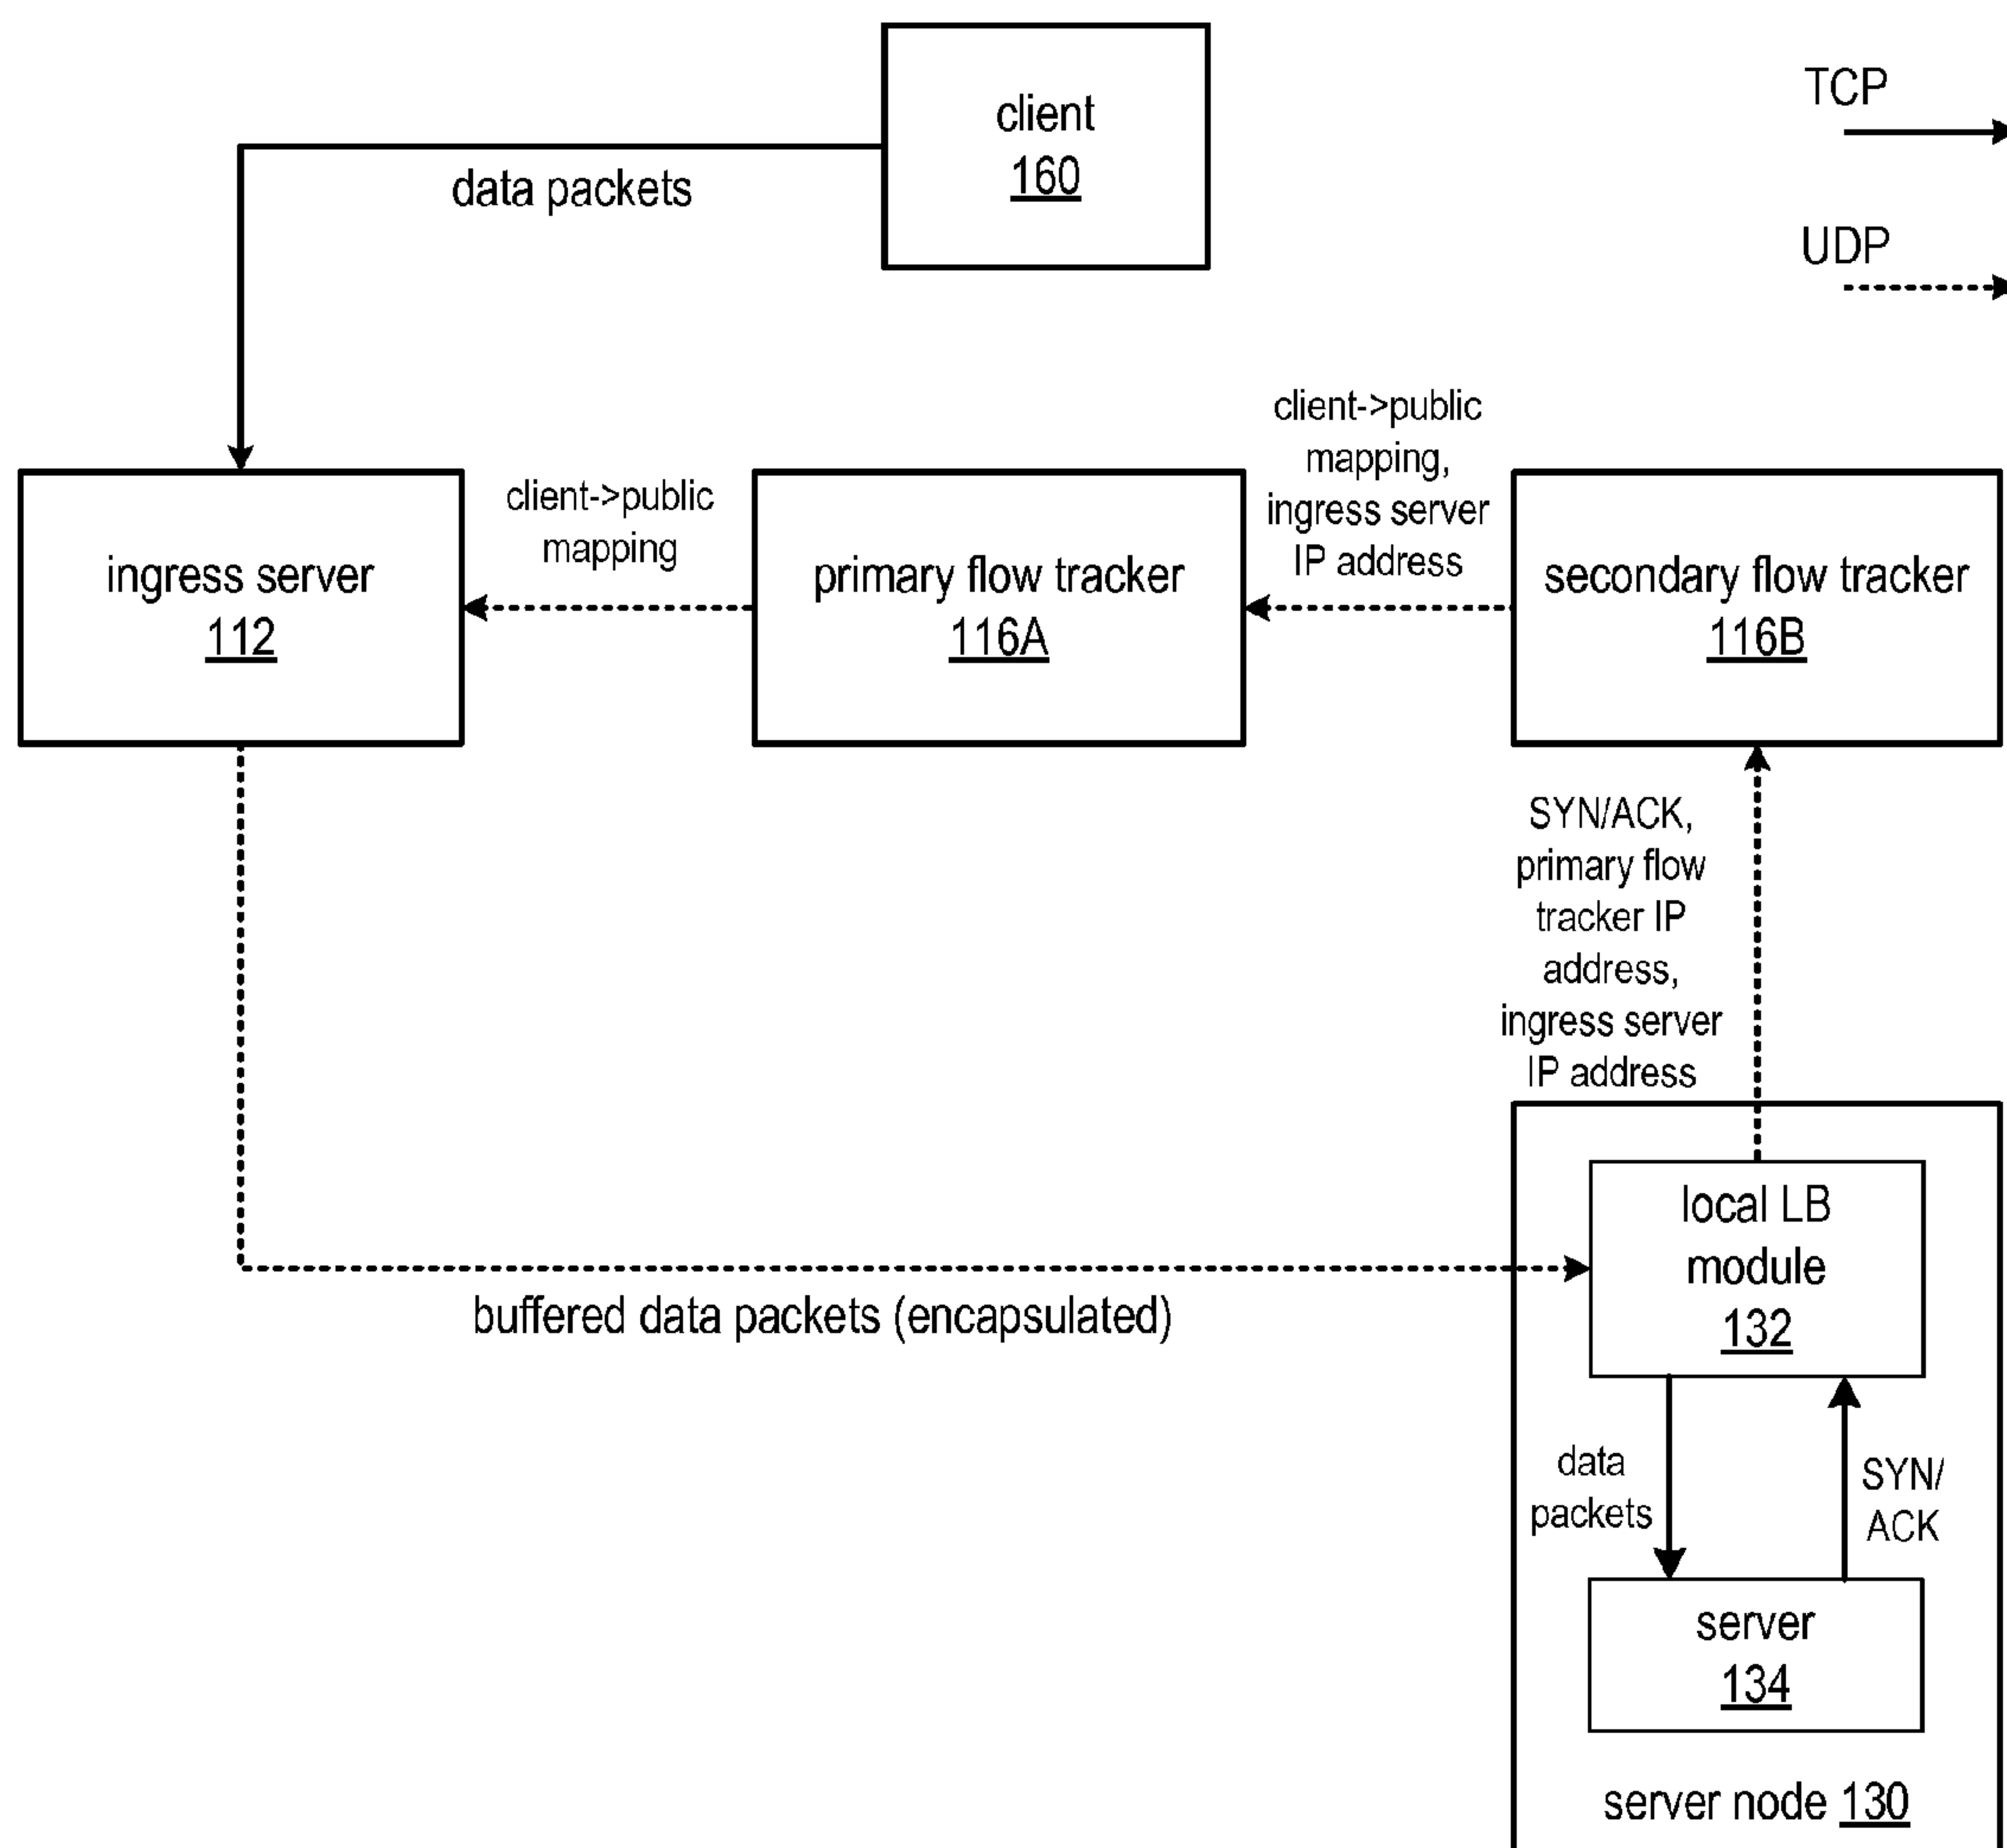 client
160
TCP
data packets
UDP
client->public
mapping,
ingress server
IP address
client->public
mapping
ingress server
112
primary flow tracker
116A
secondary flow tracker
116B
SYN/ACK,
primary flow
tracker IP
address,
ingress server
IP address
local LB
module
132
buffered data packets (encapsulated)
data
packets
SYN/
ACK
server
134
server node 130